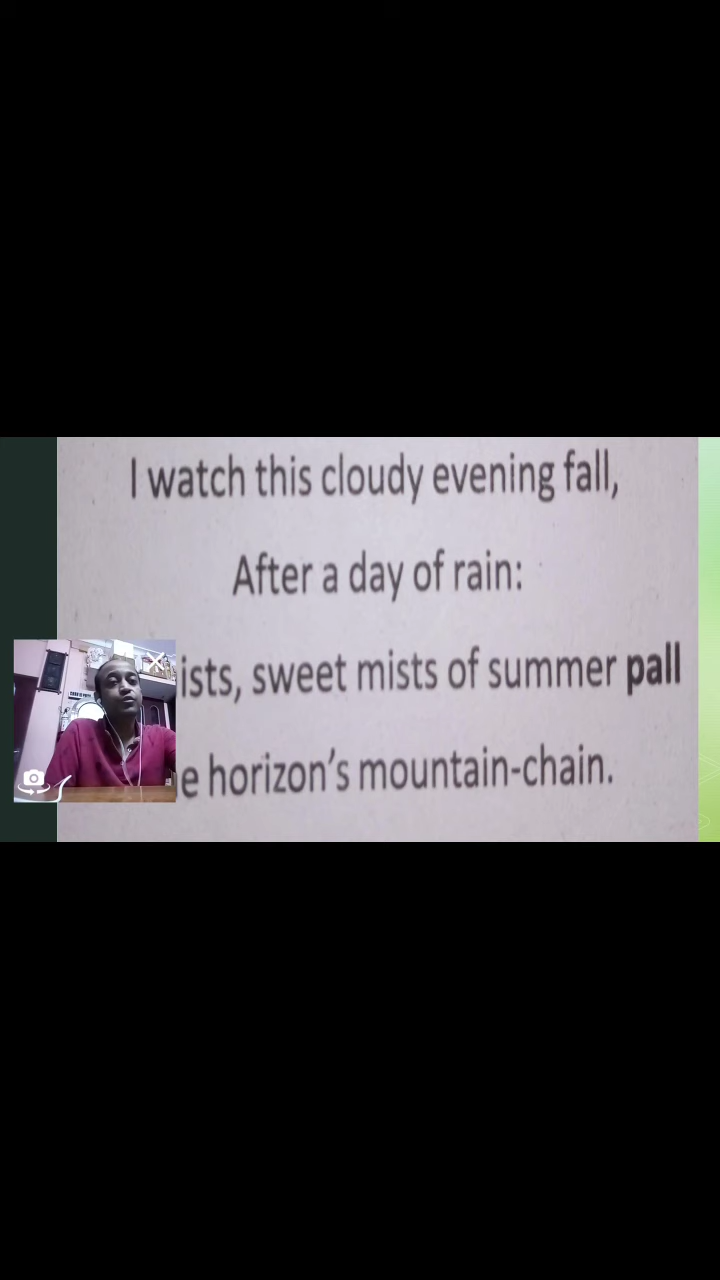 I watch this cloudy evening fall,
After a day of rain:
ists, sweet mists of summer pall
e horizon's mountain-chain.